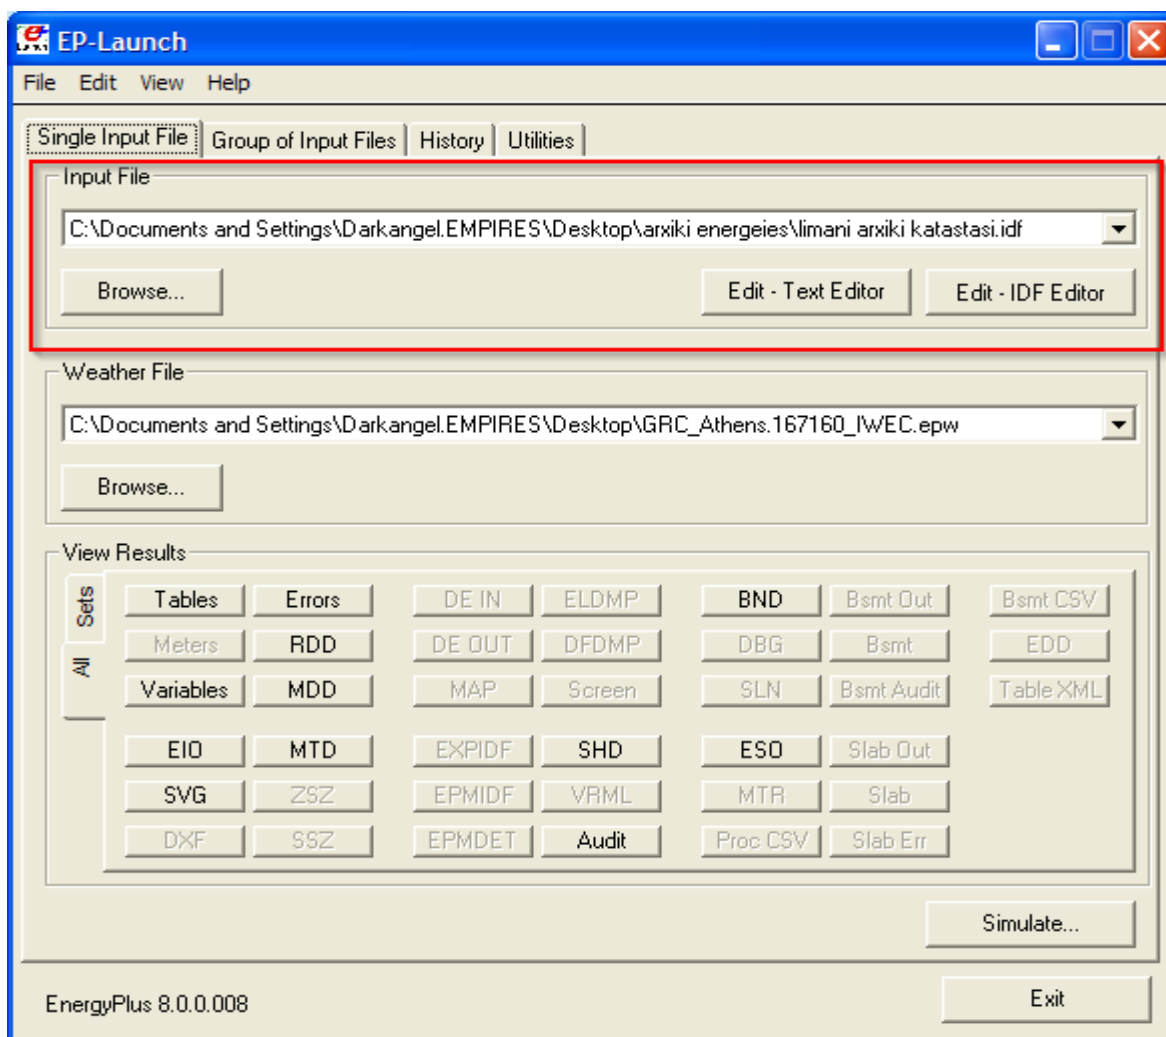 EP-Launch
File Edit View Help
Single Input File Group of Input Files History Utilities
Input File
C:\Documents and Settings\Darkangel.EMPIRES\Desktop\arxiki energeies\limani arxiki katastasi.idf
Browse... Edit - Text Editor Edit - IDF Editor
Weather File
C:\Documents and Settings\Darkangel.EMPIRES\Desktop\GRC_Athens.167160_IWEC.epw
Browse...
View Results
Sets
All
Tables Errors DE IN ELDMP BND Bsmt Out Bsmt CSV
Meters RDD DE OUT DFDMP DBG Bsmt EDD
Variables MDD MAP Screen SLN Bsmt Audit Table XML
EIO MTD EXPIDF SHD ESO Slab Out
SVG ZSZ EPMIDF VRML MTR Slab
DXF SSZ EPMDET Audit Proc CSV Slab Err
Simulate...
EnergyPlus 8.0.0.008 Exit